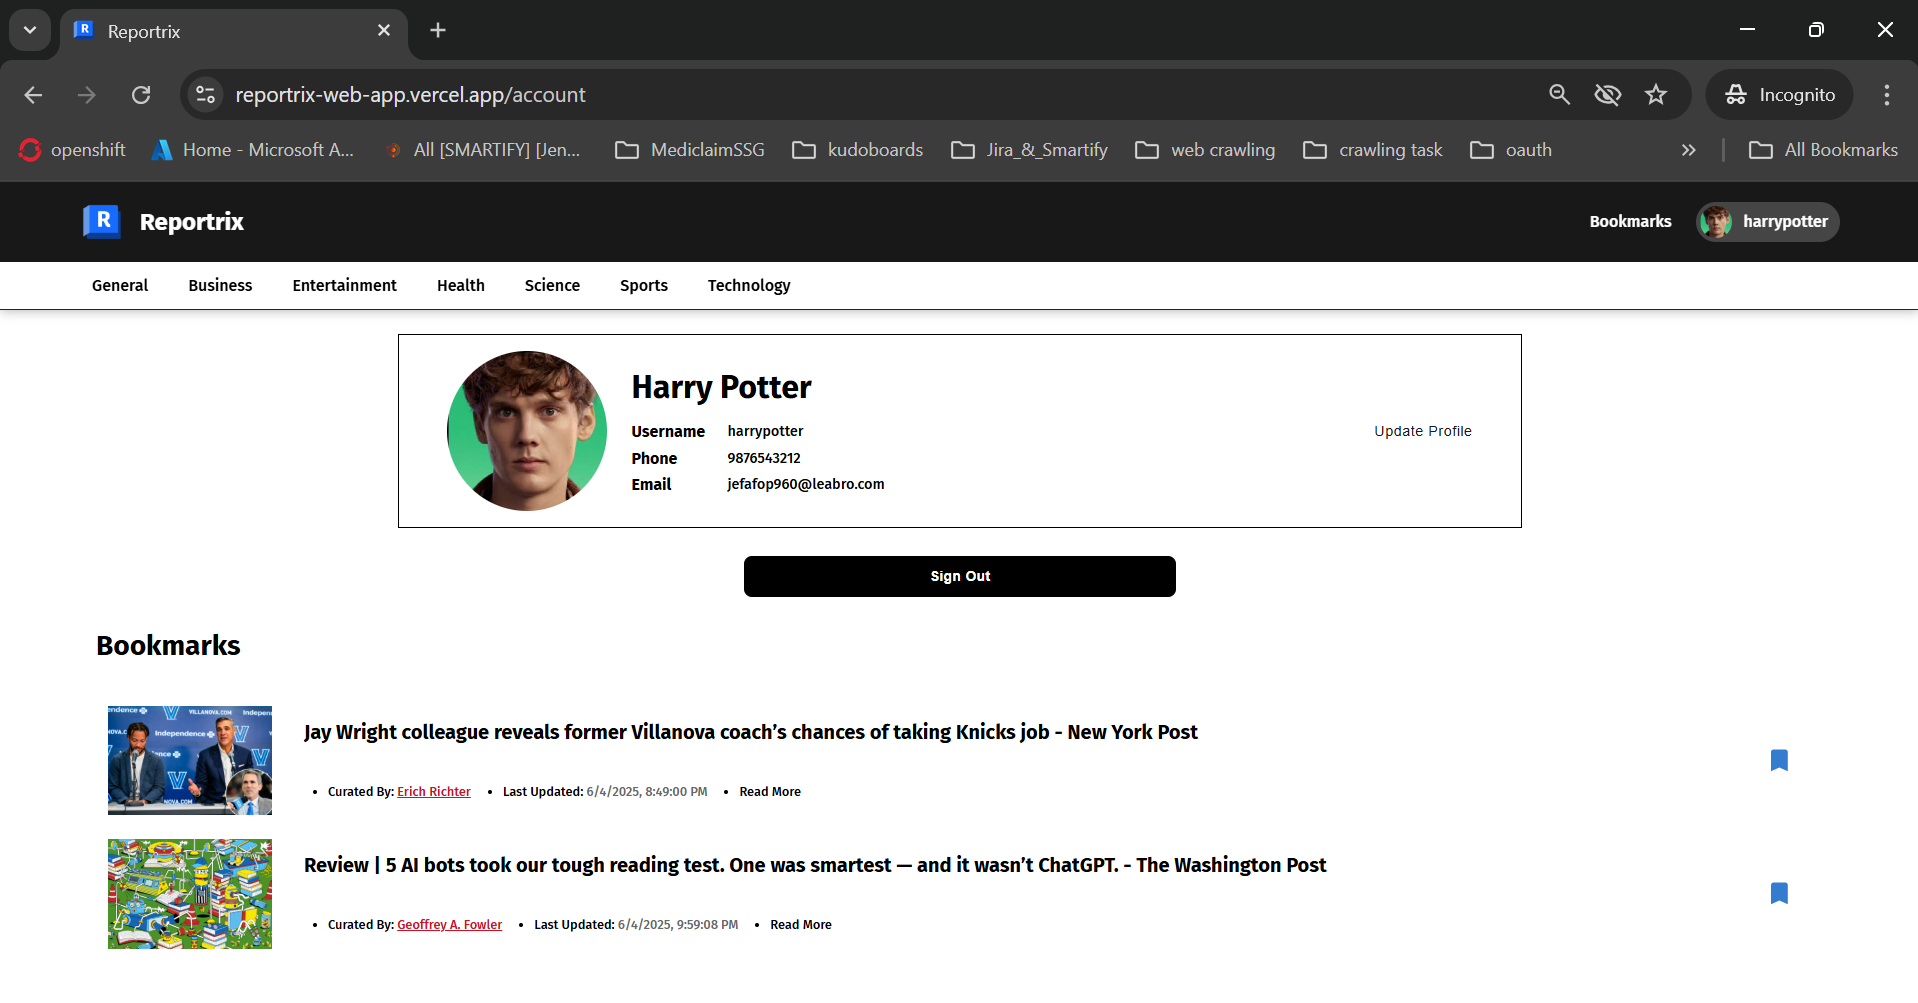 Reportrix
reportrix-web-app.vercel.app/account
Incognito
openshift
Home - Microsoft A...
All [SMARTIFY] [Jen...
MediclaimSSG
kudoboards
Jira_&_Smartify
web crawling
crawling task
oauth
All Bookmarks
R Reportrix
Bookmarks
harrypotter
General Business Entertainment Health Science Sports Technology
Harry Potter
Username harrypotter
Update Profile
Phone 9876543212
Email jefafop960@leabro.com
Sign Out
Bookmarks
VILLANOVA.COM
Independence
Jay Wright colleague reveals former Villanova coach’s chances of taking Knicks job - New York Post
• Curated By: Erich Richter • Last Updated: 6/4/2025, 8:49:00 PM • Read More
Review | 5 AI bots took our tough reading test. One was smartest — and it wasn’t ChatGPT. - The Washington Post
• Curated By: Geoffrey A. Fowler • Last Updated: 6/4/2025, 9:59:08 PM • Read More